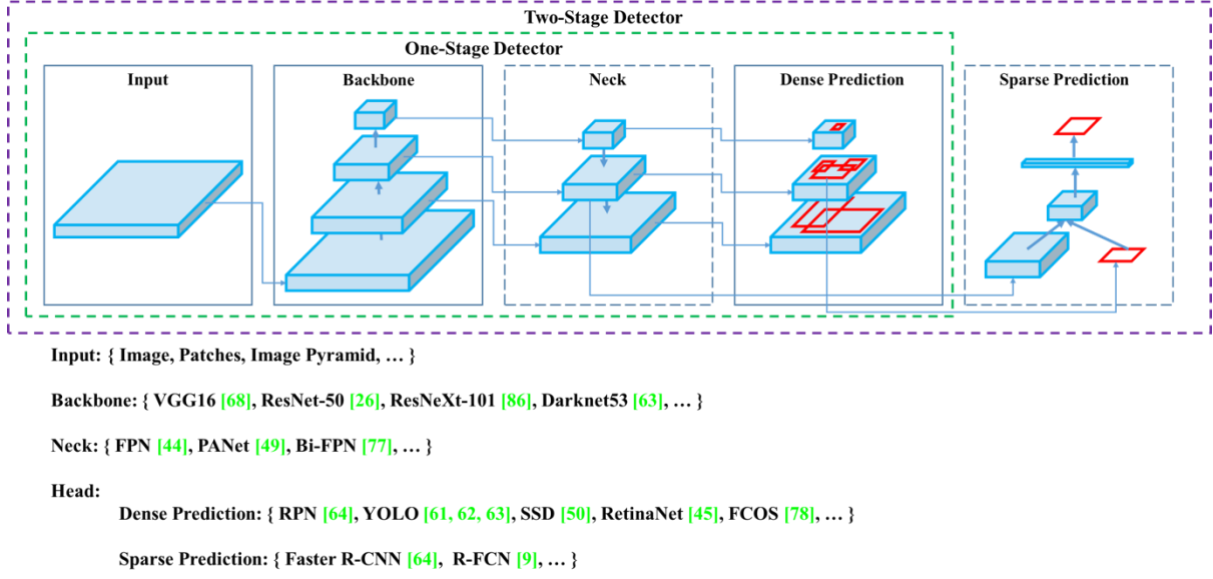 Two-Stage Detector
One-Stage Detector
Input
Backbone
Neck
Dense Prediction
Sparse Prediction
Input: { Image, Patches, Image Pyramid, … }
Backbone: { VGG16 [68], ResNet-50 [26], ResNeXt-101 [86], Darknet53 [63], … }
Neck: { FPN [44], PANet [49], Bi-FPN [77], … }
Head:
Dense Prediction: { RPN [64], YOLO [61, 62, 63], SSD [50], RetinaNet [45], FCOS [78], … }
Sparse Prediction: { Faster R-CNN [64], R-FCN [9], … }